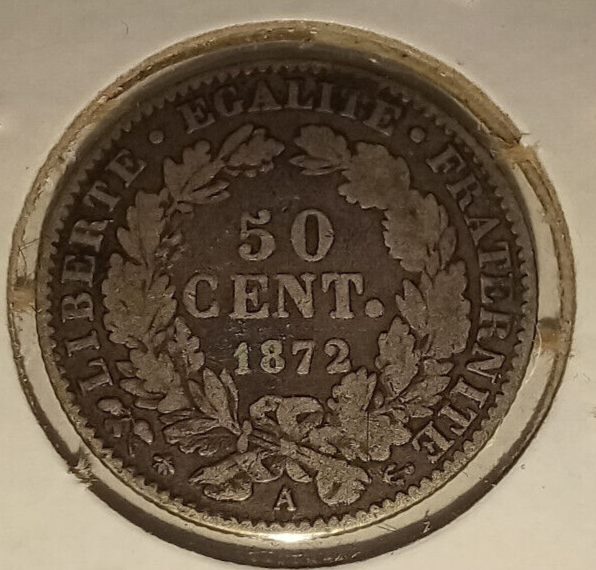 LIBERTE • EGALITE • FRATERNITE
50
CENT.
1872
A